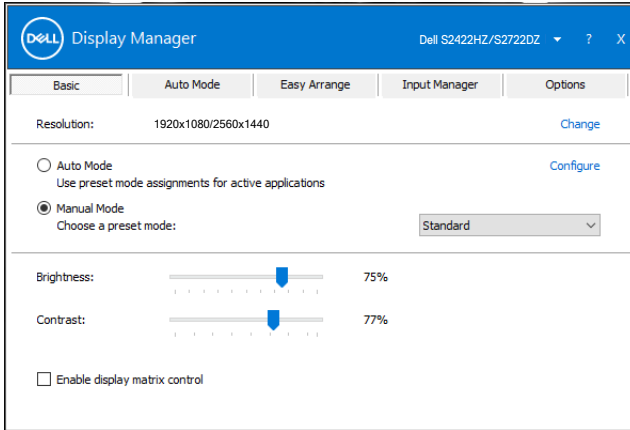 DELL Display Manager Dell S2422HZ/S2722DZ ? X
Basic Auto Mode Easy Arrange Input Manager Options
Resolution: 1920x1080/2560x1440 Change
Auto Mode Configure
Use preset mode assignments for active applications
Manual Mode
Choose a preset mode: Standard
Brightness: 75%
Contrast: 77%
Enable display matrix control